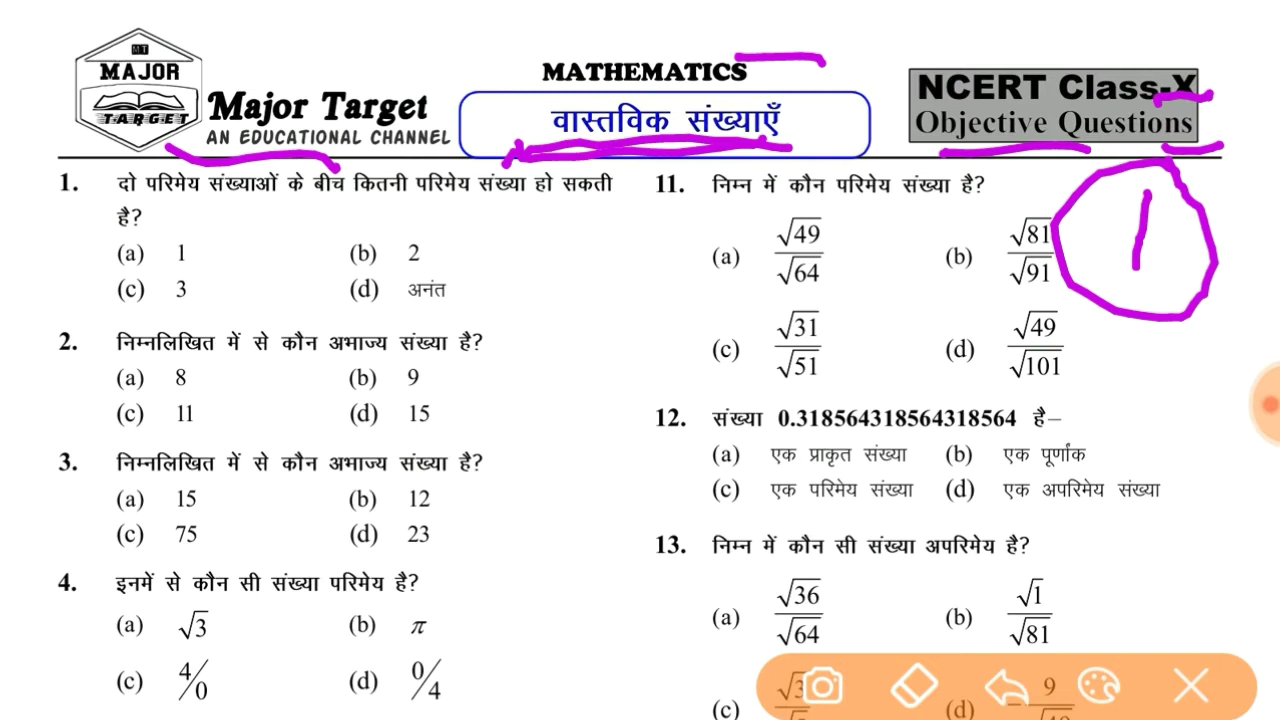 MT
MAJOR
TARGET
Major Target
AN EDUCATIONAL CHANNEL
MATHEMATICS
वास्तविक संख्याएँ
NCERT Class-X
Objective Questions
1. दो परिमेय संख्याओं के बीच कितनी परिमेय संख्या हो सकती
है?
(a) 1 (b) 2
(c) 3 (d) अनंत
2. निम्नलिखित में से कौन अभाज्य संख्या है?
(a) 8 (b) 9
(c) 11 (d) 15
3. निम्नलिखित में से कौन अभाज्य संख्या है?
(a) 15 (b) 12
(c) 75 (d) 23
4. इनमें से कौन सी संख्या परिमेय है?
(a) √3 (b) π
(c) 4/0 (d) 0/4
11. निम्न में कौन परिमेय संख्या है?
(a) √49/√64 (b) √81/√91
(c) √31/√51 (d) √49/√101
1
12. संख्या 0.318564318564318564 है–
(a) एक प्राकृत संख्या (b) एक पूर्णांक
(c) एक परिमेय संख्या (d) एक अपरिमेय संख्या
13. निम्न में कौन सी संख्या अपरिमेय है?
(a) √36/√64 (b) √1/√81
(c) (d)